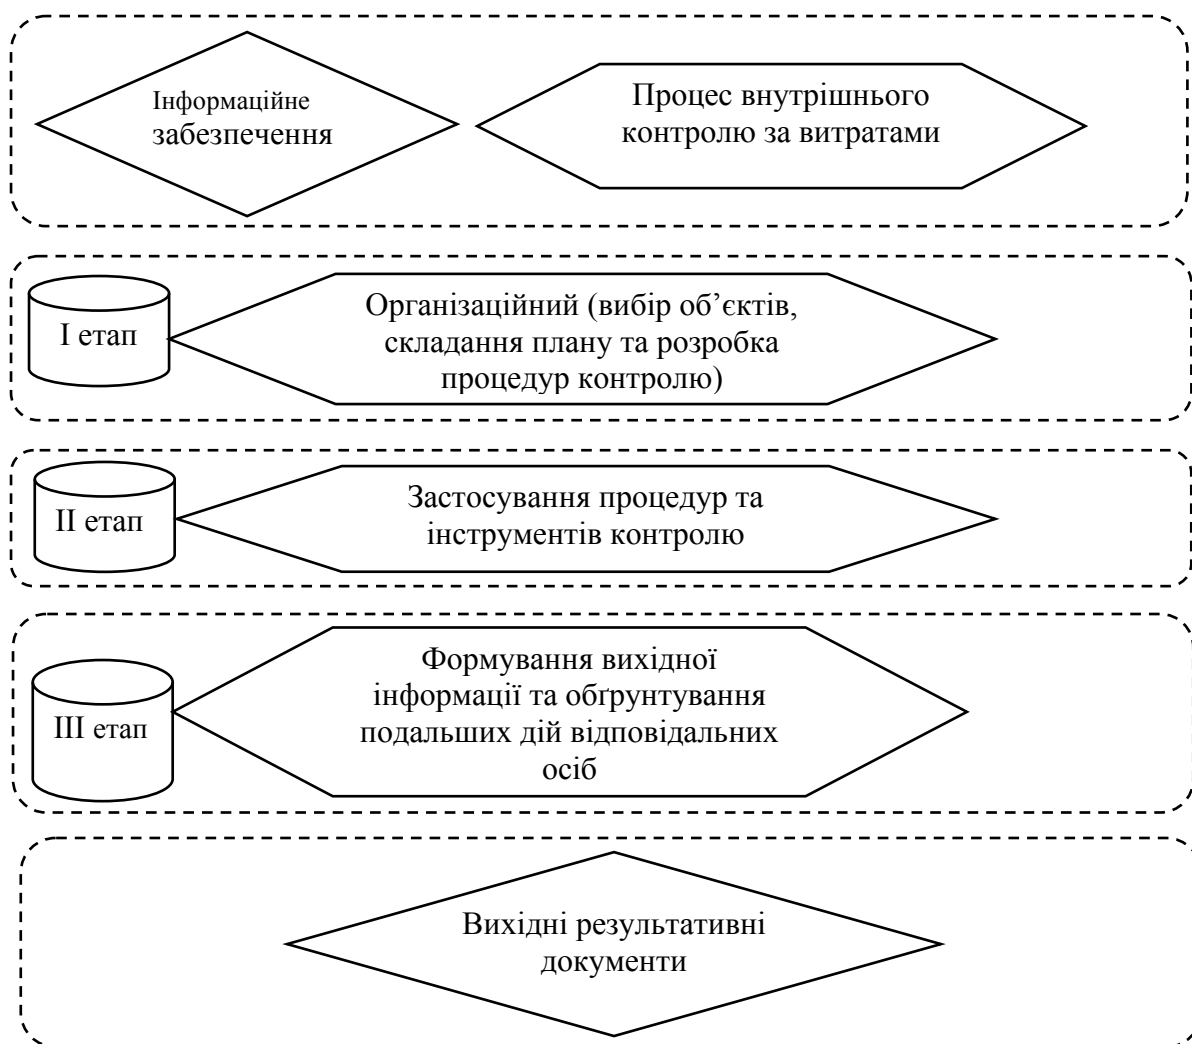 Інформаційне
забезпечення
Процес внутрішнього
контролю за витратами
І етап
Організаційний (вибір об’єктів,
складання плану та розробка
процедур контролю)
ІІ етап
Застосування процедур та
інструментів контролю
ІІІ етап
Формування вихідної
інформації та обґрунтування
подальших дій відповідальних
осіб
Вихідні результативні
документи